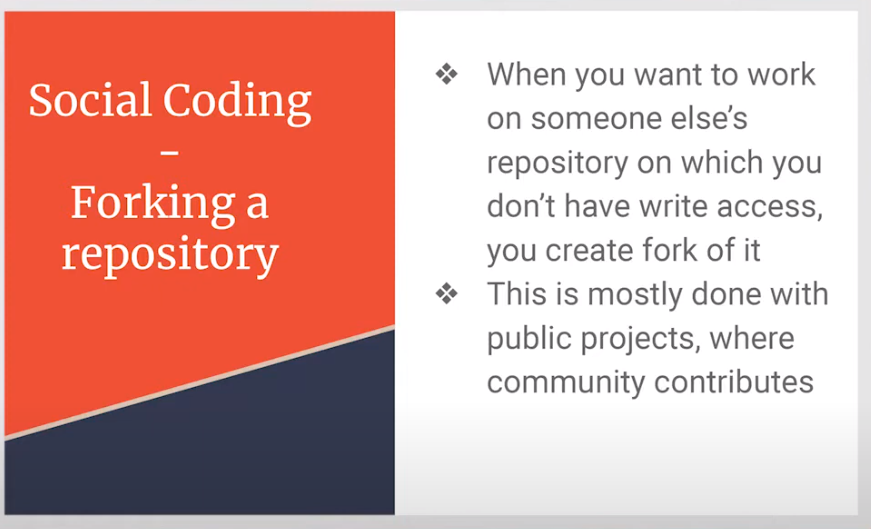 Social Coding
–
Forking a
repository
❖ When you want to work
on someone else’s
repository on which you
don’t have write access,
you create fork of it
❖ This is mostly done with
public projects, where
community contributes